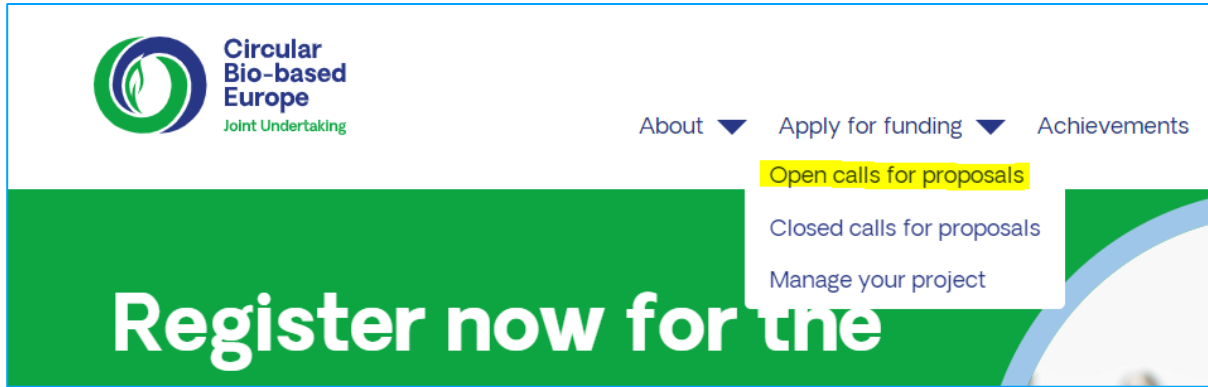 Circular
Bio-based
Europe
Joint Undertaking
About
Apply for funding
Achievements
Open calls for proposals
Closed calls for proposals
Manage your project
Register now for the